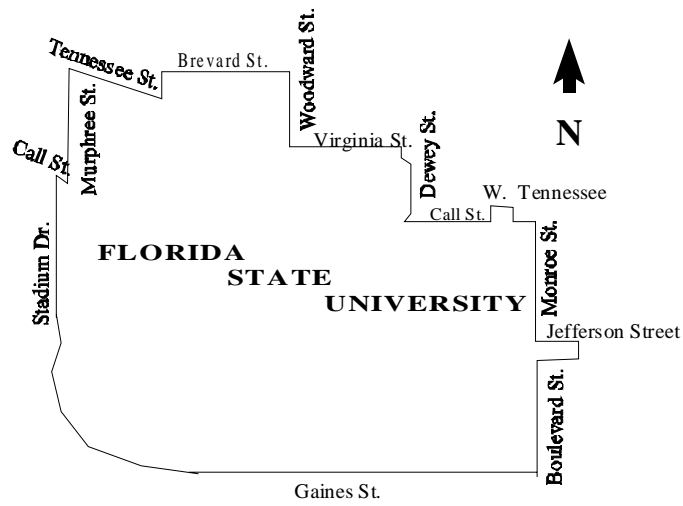 Tennessee St.
Brevard St.
Woodward St.
N
Murphree St.
Call St.
Virginia St.
Dewey St.
W. Tennessee
Call St.
Stadium Dr.
FLORIDA
STATE
UNIVERSITY
Monroe St.
Jefferson Street
Boulevard St.
Gaines St.